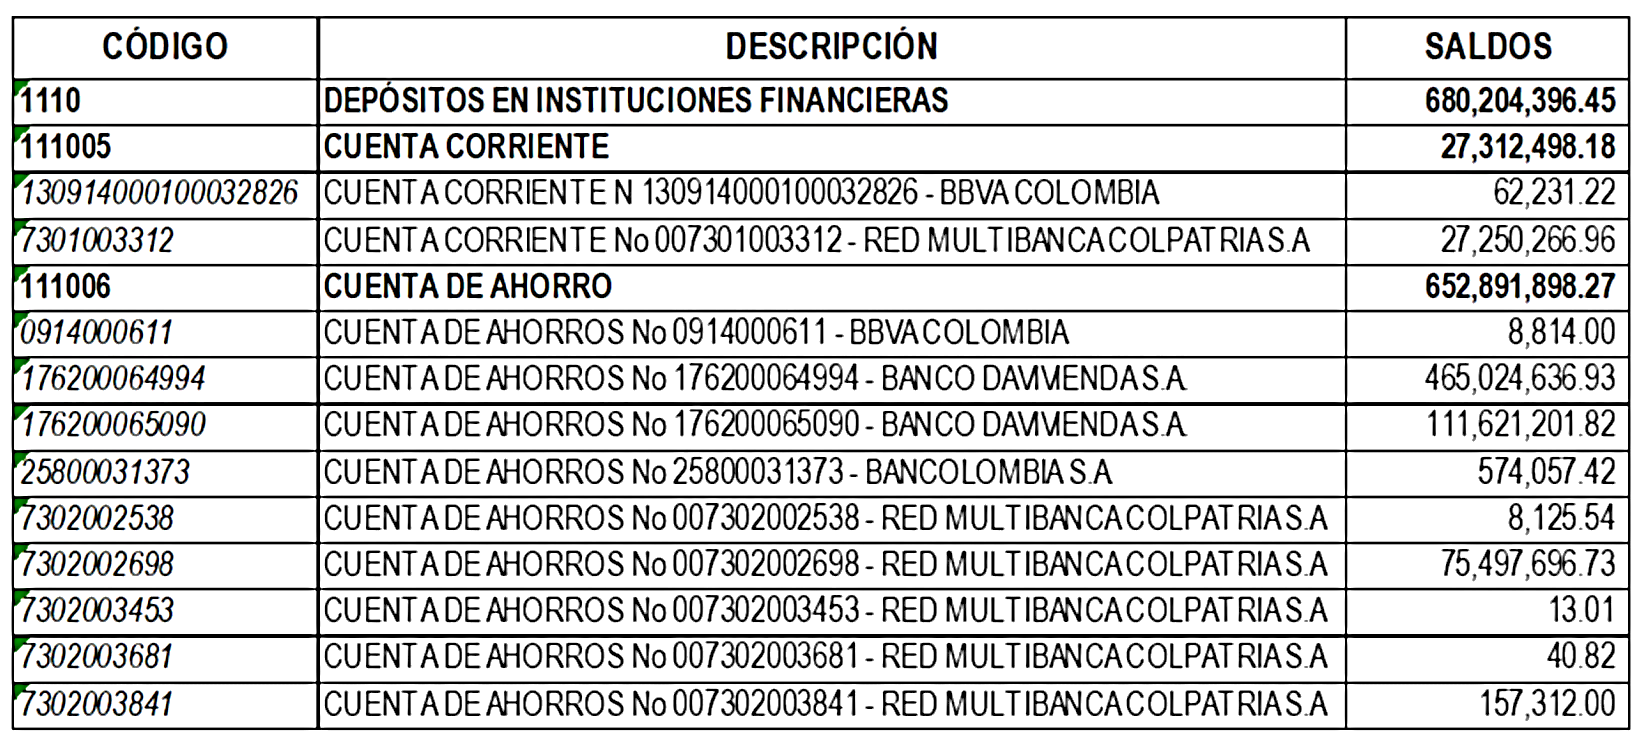 CÓDIGO DESCRIPCIÓN SALDOS
1110 DEPÓSITOS EN INSTITUCIONES FINANCIERAS 680,204,396.45
111005 CUENTA CORRIENTE 27,312,498.18
130914000100032826 CUENTA CORRIENTE N 130914000100032826 - BBVA COLOMBIA 62,231.22
7301003312 CUENTA CORRIENTE No 007301003312 - RED MULTIBANCA COLPATRIA S.A 27,250,266.96
111006 CUENTA DE AHORRO 652,891,898.27
0914000611 CUENTA DE AHORROS No 0914000611 - BBVA COLOMBIA 8,814.00
176200064994 CUENTA DE AHORROS No 176200064994 - BANCO DAVIVIENDA S.A. 465,024,636.93
176200065090 CUENTA DE AHORROS No 176200065090 - BANCO DAVIVIENDA S.A. 111,621,201.82
25800031373 CUENTA DE AHORROS No 25800031373 - BANCOLOMBIA S.A 574,057.42
7302002538 CUENTA DE AHORROS No 007302002538 - RED MULTIBANCA COLPATRIA S.A 8,125.54
7302002698 CUENTA DE AHORROS No 007302002698 - RED MULTIBANCA COLPATRIA S.A 75,497,696.73
7302003453 CUENTA DE AHORROS No 007302003453 - RED MULTIBANCA COLPATRIA S.A 13.01
7302003681 CUENTA DE AHORROS No 007302003681 - RED MULTIBANCA COLPATRIA S.A 40.82
7302003841 CUENTA DE AHORROS No 007302003841 - RED MULTIBANCA COLPATRIA S.A 157,312.00